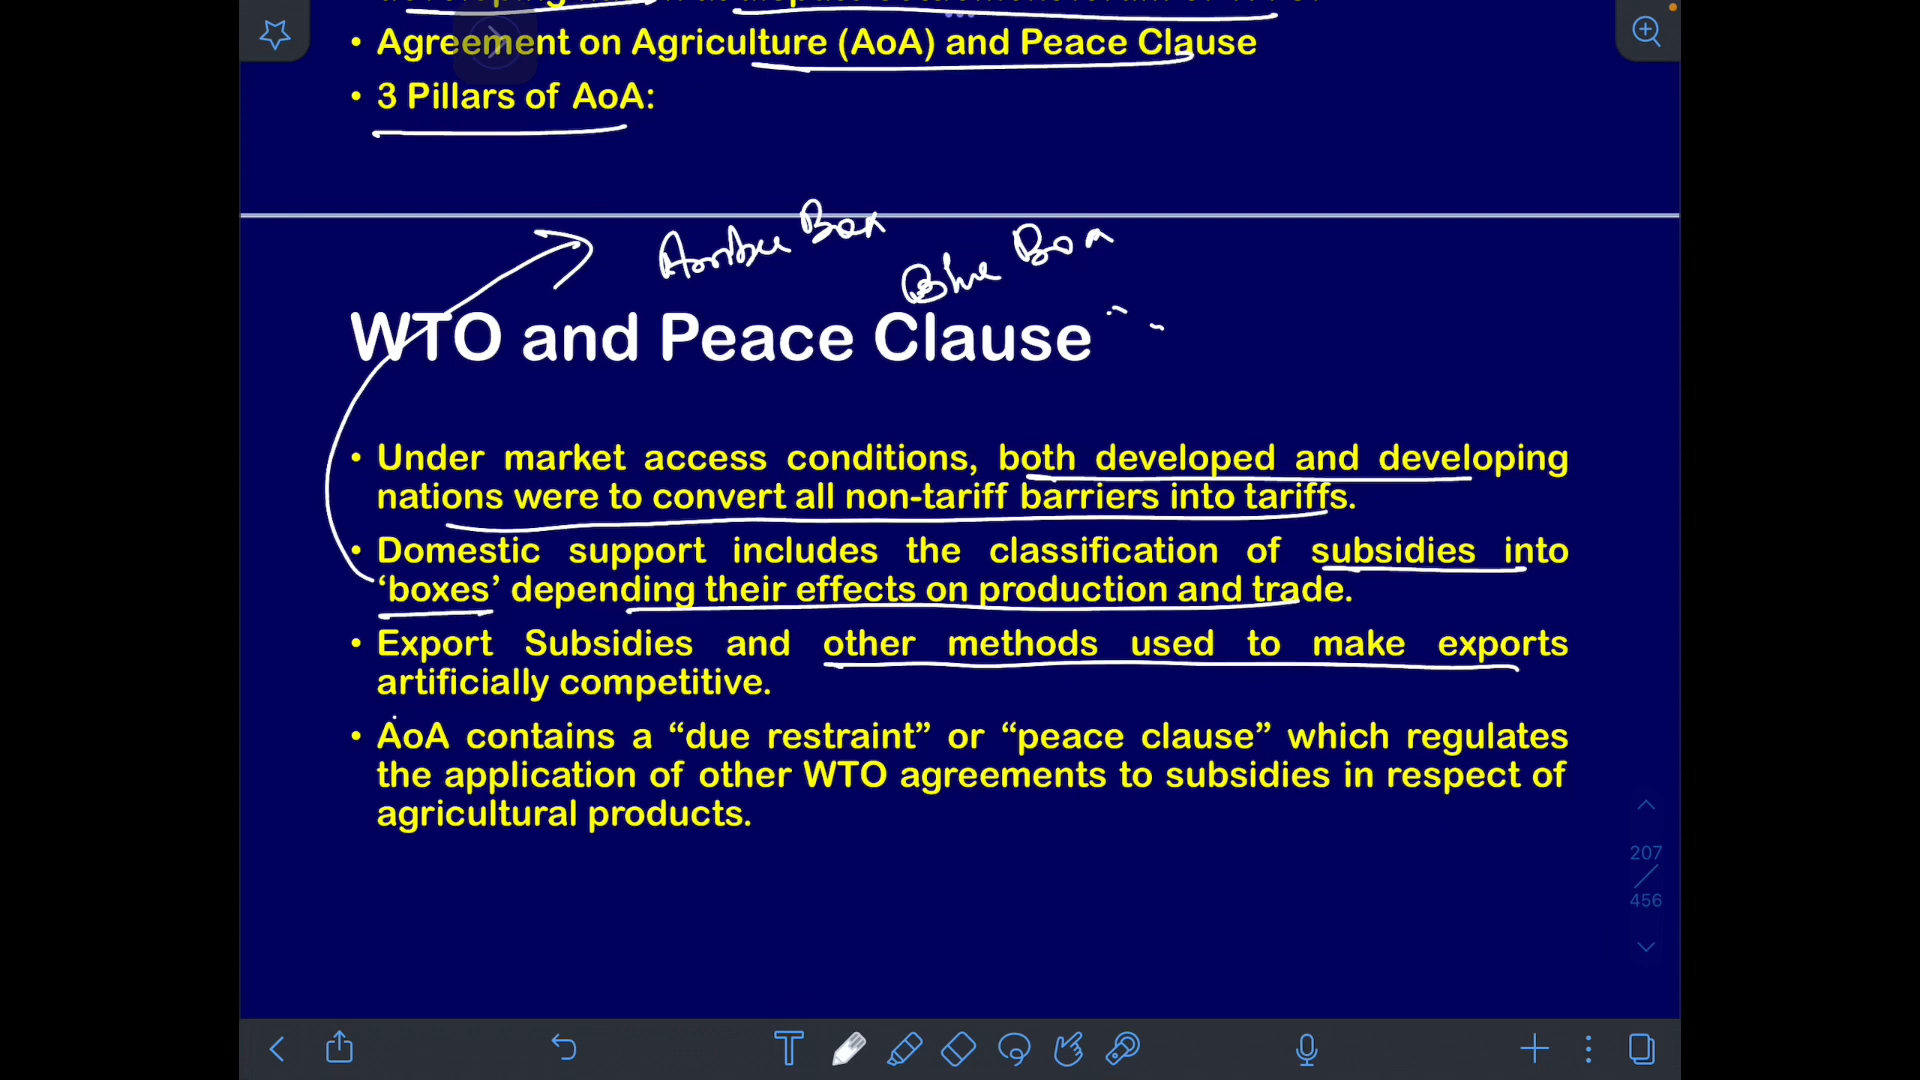 • Agreement on Agriculture (AoA) and Peace Clause
• 3 Pillars of AoA:
Amber Box
Blue Box
WTO and Peace Clause
• Under market access conditions, both developed and developing
nations were to convert all non-tariff barriers into tariffs.
• Domestic support includes the classification of subsidies into
‘boxes’ depending their effects on production and trade.
• Export Subsidies and other methods used to make exports
artificially competitive.
• AoA contains a “due restraint” or “peace clause” which regulates
the application of other WTO agreements to subsidies in respect of
agricultural products.
207
456